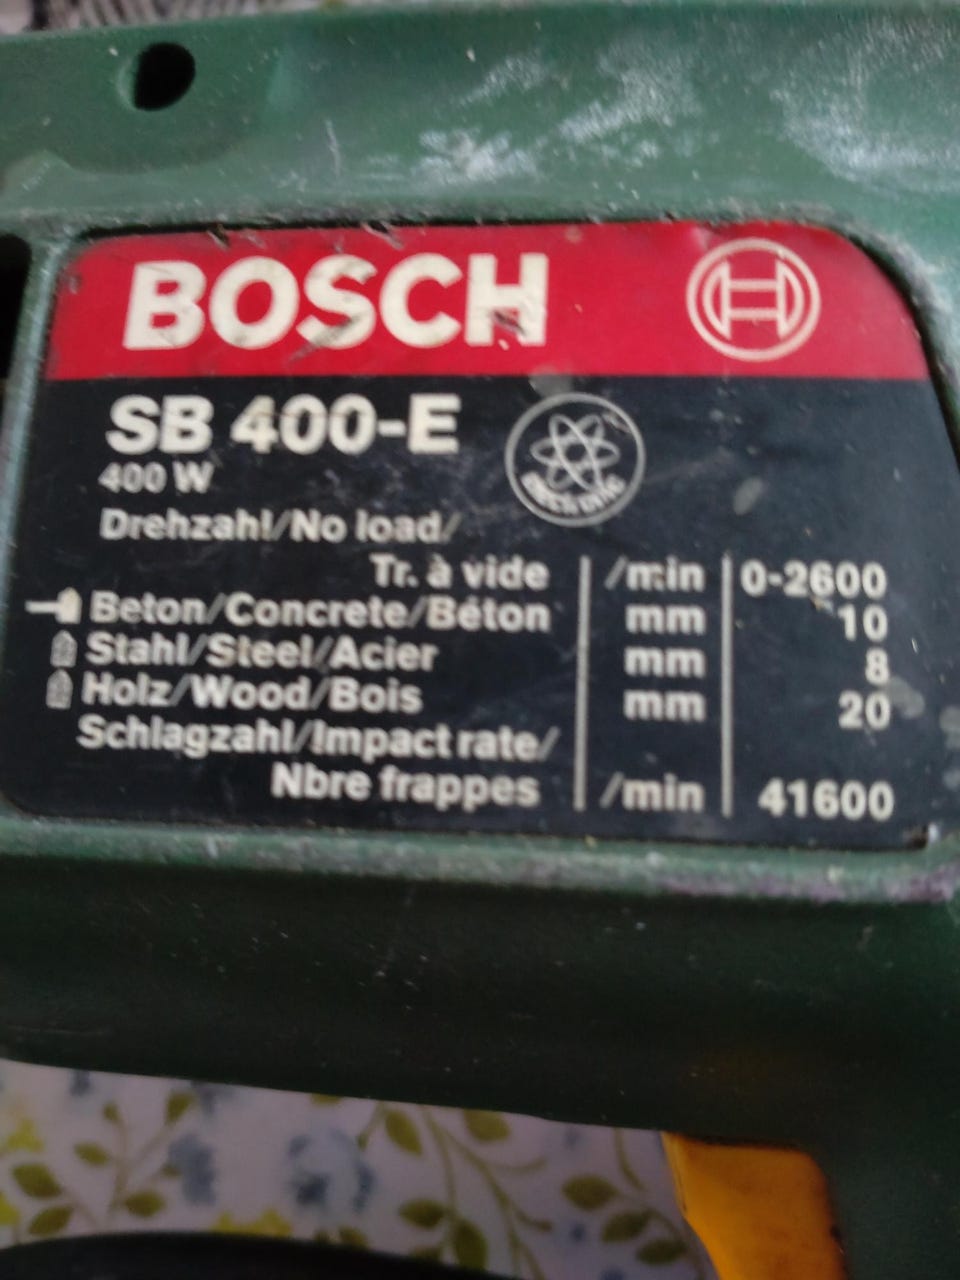 BOSCH
SB 400-E
400 W
Electronic
Drehzahl/No load/
Tr. à vide /min 0-2600
Beton/Concrete/Béton mm 10
Stahl/Steel/Acier mm 8
Holz/Wood/Bois mm 20
Schlagzahl/Impact rate/
Nbre frappes /min 41600